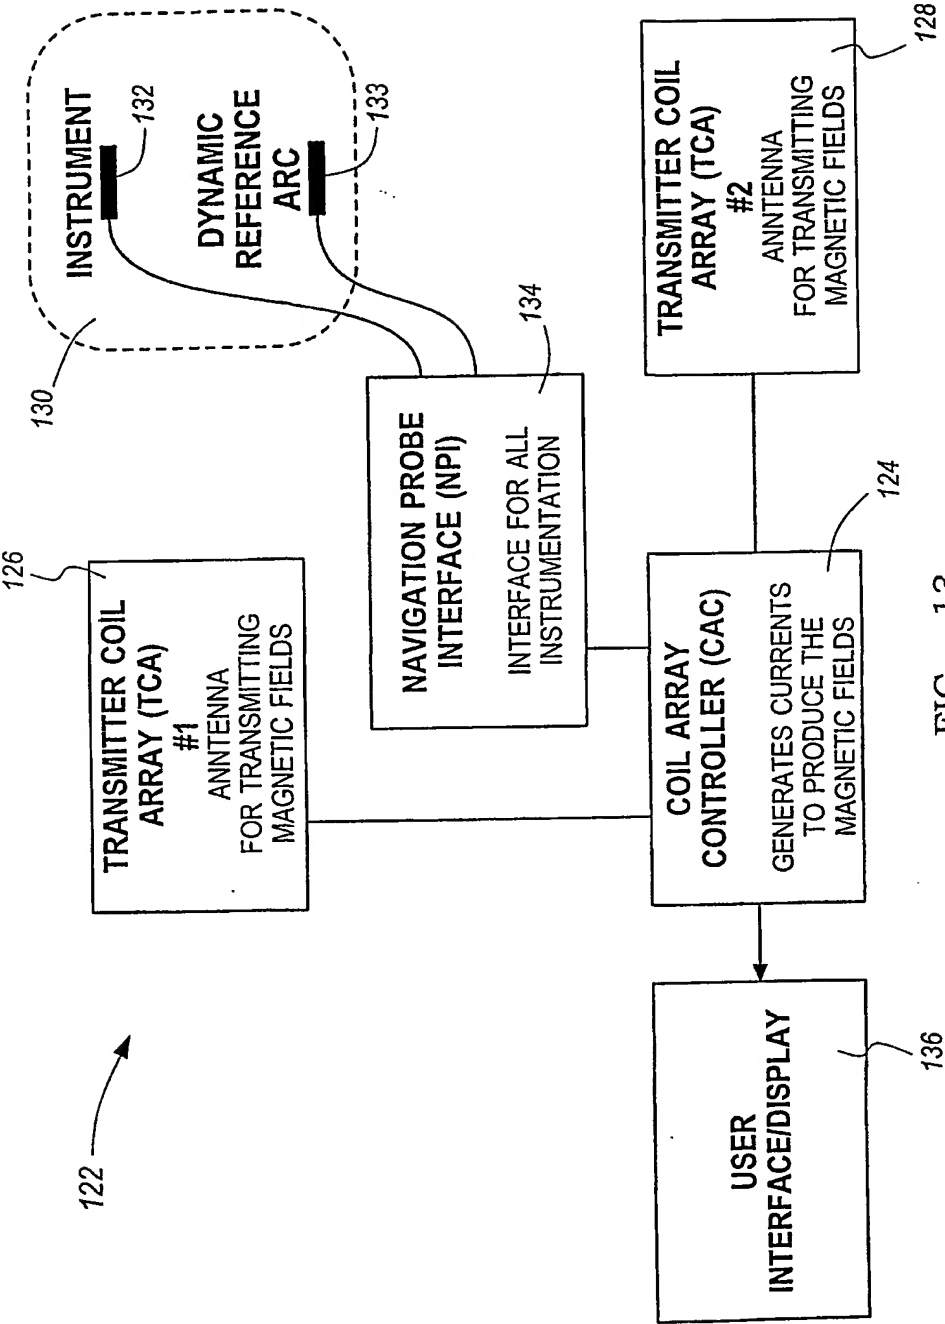 122
126
TRANSMITTER COIL
ARRAY (TCA)
#1
ANNTENNA
FOR TRANSMITTING
MAGNETIC FIELDS
130
INSTRUMENT
132
DYNAMIC
REFERENCE
ARC
133
NAVIGATION PROBE
INTERFACE (NPI)
INTERFACE FOR ALL
INSTRUMENTATION
134
USER
INTERFACE/DISPLAY
136
COIL ARRAY
CONTROLLER (CAC)
GENERATES CURRENTS
TO PRODUCE THE
MAGNETIC FIELDS
124
TRANSMITTER COIL
ARRAY (TCA)
#2
ANNTENNA
FOR TRANSMITTING
MAGNETIC FIELDS
128
FIG 13